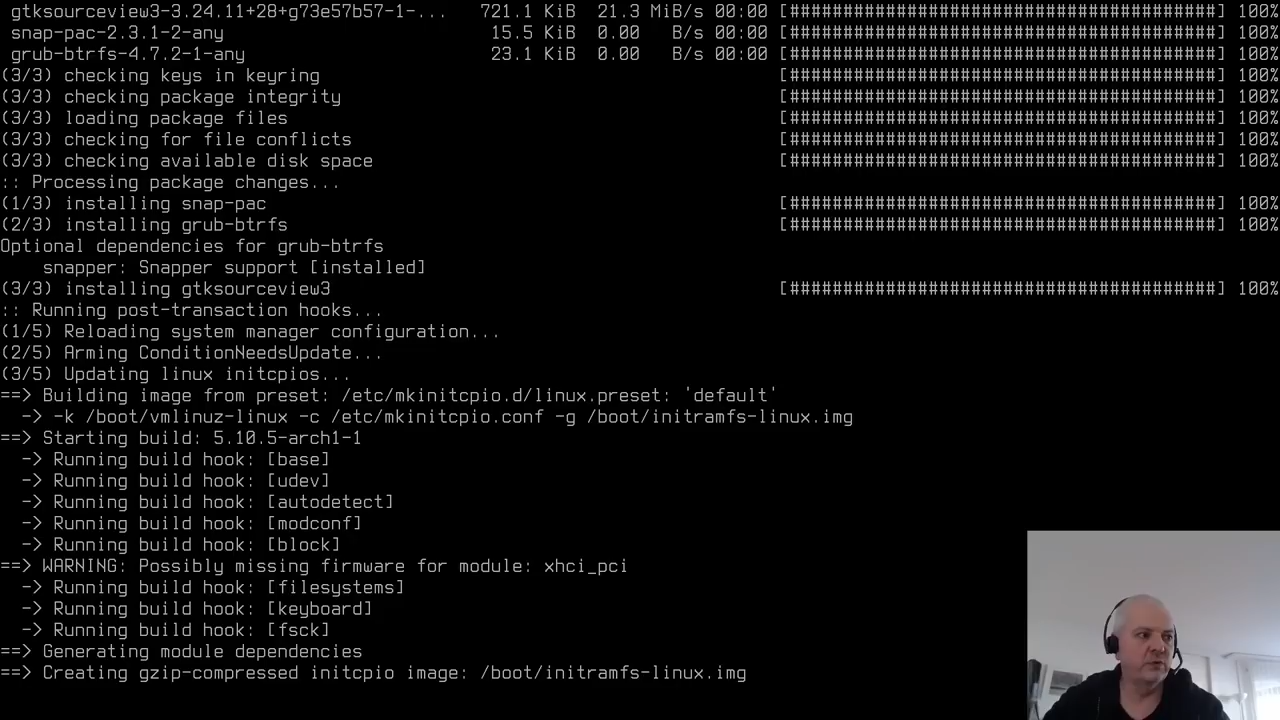 gtksourceview3-3.24.11+28+g73e57b57-1-... 721.1 KiB 21.3 MiB/s 00:00 [########################################] 100%
snap-pac-2.3.1-2-any 15.5 KiB 0.00 B/s 00:00 [########################################] 100%
grub-btrfs-4.7.2-1-any 23.1 KiB 0.00 B/s 00:00 [########################################] 100%
(3/3) checking keys in keyring [########################################] 100%
(3/3) checking package integrity [########################################] 100%
(3/3) loading package files [########################################] 100%
(3/3) checking for file conflicts [########################################] 100%
(3/3) checking available disk space [########################################] 100%
:: Processing package changes...
(1/3) installing snap-pac [########################################] 100%
(2/3) installing grub-btrfs [########################################] 100%
Optional dependencies for grub-btrfs
snapper: Snapper support [installed]
(3/3) installing gtksourceview3 [########################################] 100%
:: Running post-transaction hooks...
(1/5) Reloading system manager configuration...
(2/5) Arming ConditionNeedsUpdate...
(3/5) Updating linux initcpios...
==> Building image from preset: /etc/mkinitcpio.d/linux.preset: 'default'
-> -k /boot/vmlinuz-linux -c /etc/mkinitcpio.conf -g /boot/initramfs-linux.img
==> Starting build: 5.10.5-arch1-1
-> Running build hook: [base]
-> Running build hook: [udev]
-> Running build hook: [autodetect]
-> Running build hook: [modconf]
-> Running build hook: [block]
==> WARNING: Possibly missing firmware for module: xhci_pci
-> Running build hook: [filesystems]
-> Running build hook: [keyboard]
-> Running build hook: [fsck]
==> Generating module dependencies
==> Creating gzip-compressed initcpio image: /boot/initramfs-linux.img